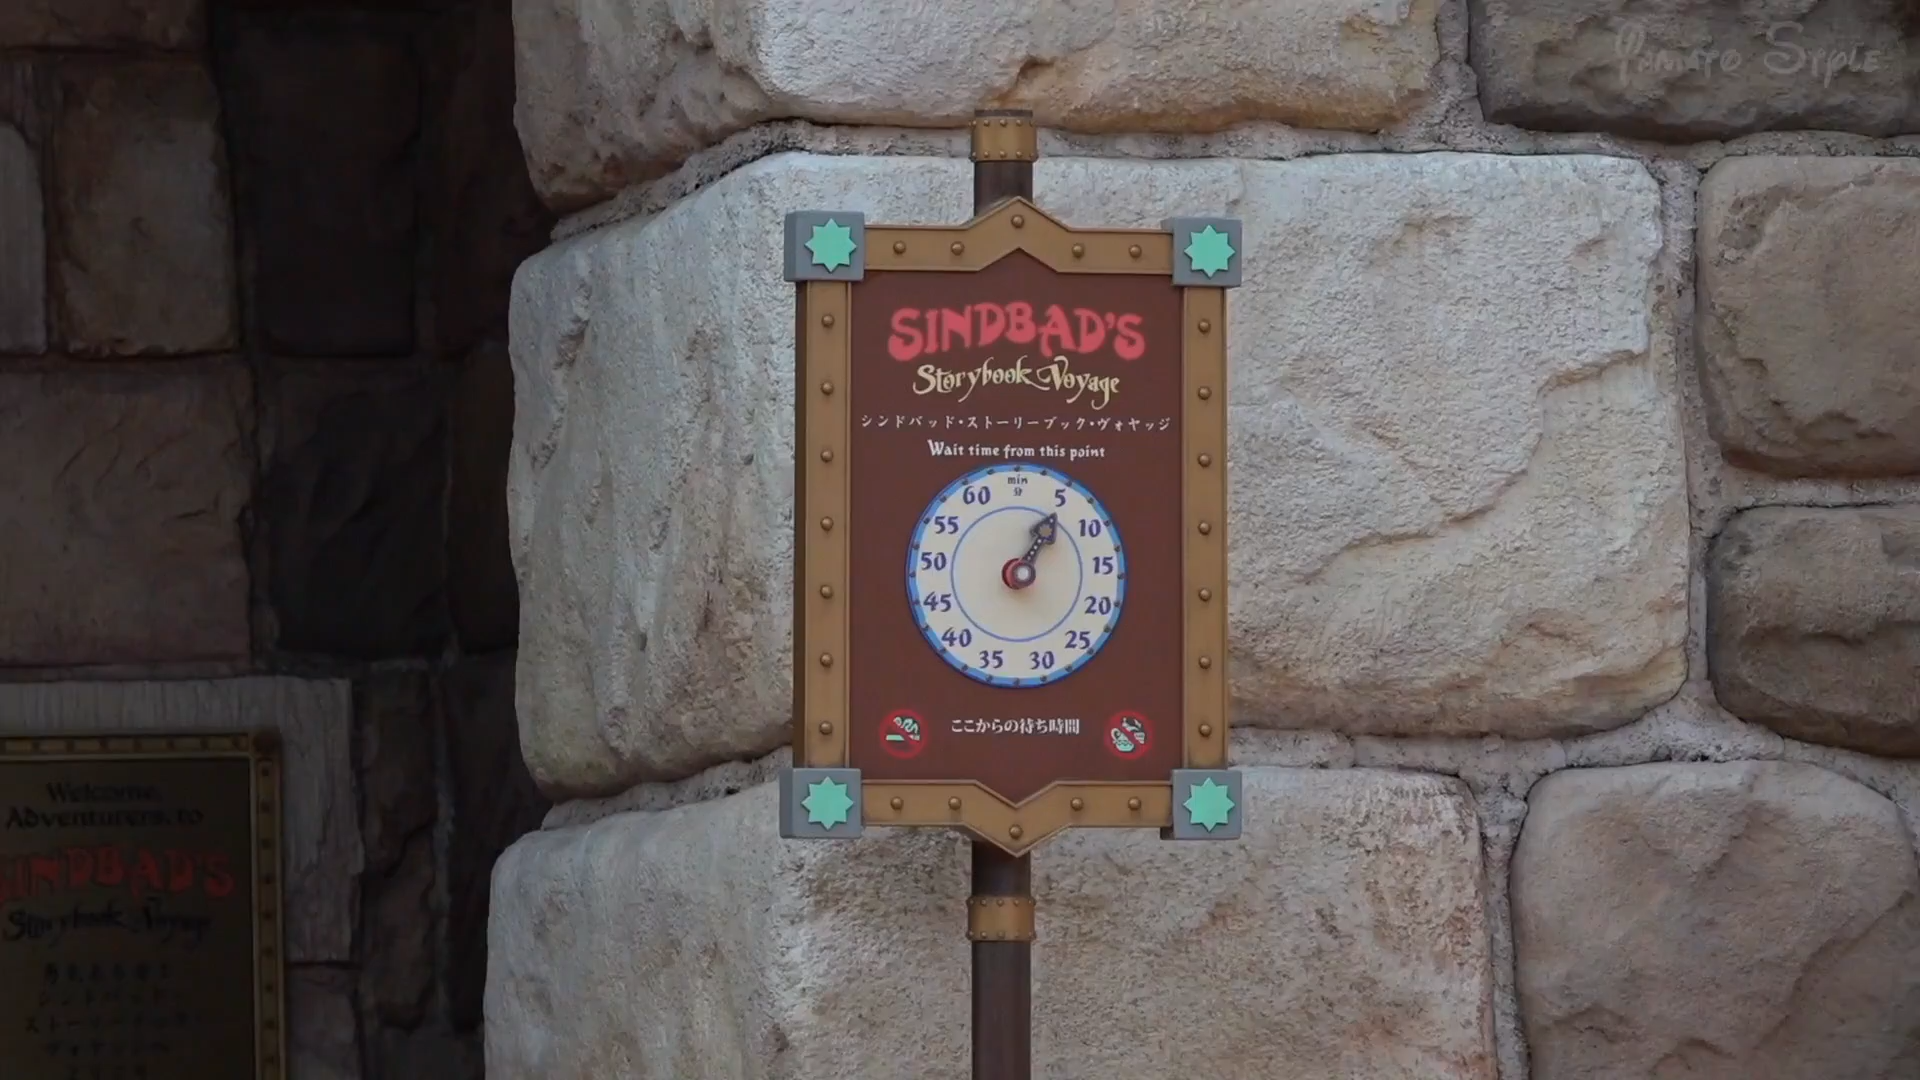 Yamato Style
SINDBAD'S
Storybook Voyage
シンドバッド・ストーリーブック・ヴォヤッジ
Wait time from this point
min
分
5
10
15
20
25
30
35
40
45
50
55
60
ここからの待ち時間
Welcome,
Adventurers, to
SINDBAD'S
Storybook Voyage